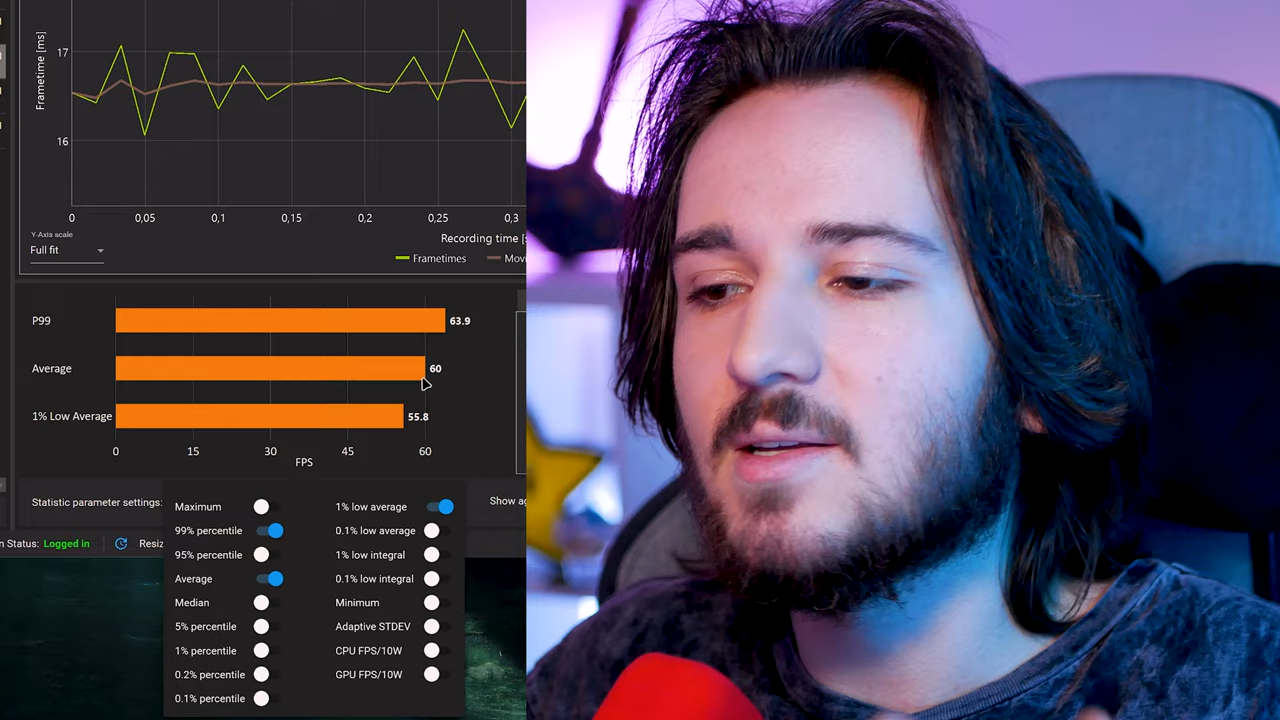 Frametime [ms]
17
16
0 0,05 0,1 0,15 0,2 0,25 0,3
Y-Axis scale
Recording time [s
Full fit
Frametimes Movi
P99 63.9
Average 60
1% Low Average 55.8
0 15 30 45 60
FPS
Statistic parameter settings:
Show ag
n Status: Logged in
Resiz
Maximum
99% percentile
95% percentile
Average
Median
5% percentile
1% percentile
0.2% percentile
0.1% percentile
1% low average
0.1% low average
1% low integral
0.1% low integral
Minimum
Adaptive STDEV
CPU FPS/10W
GPU FPS/10W